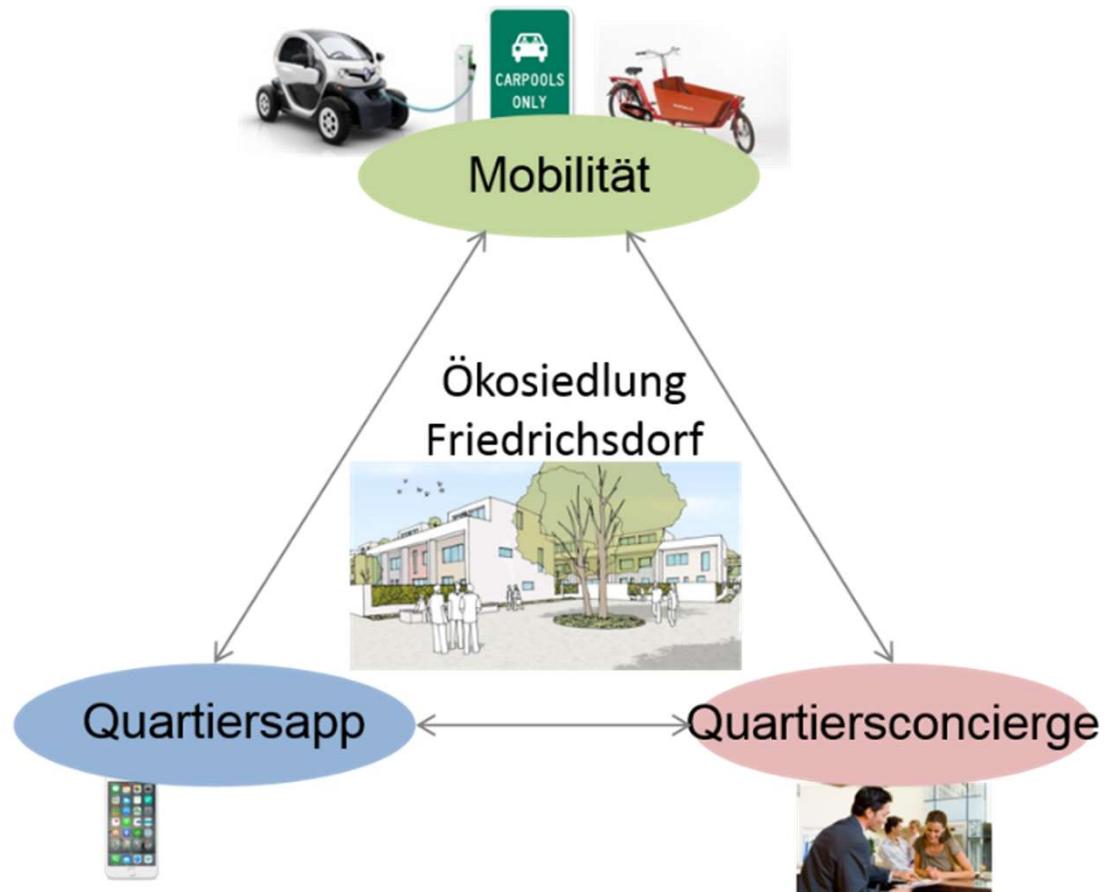 CARPOOLS
ONLY
Mobilität
Ökosiedlung
Friedrichsdorf
Quartiersapp
Quartiersconcierge